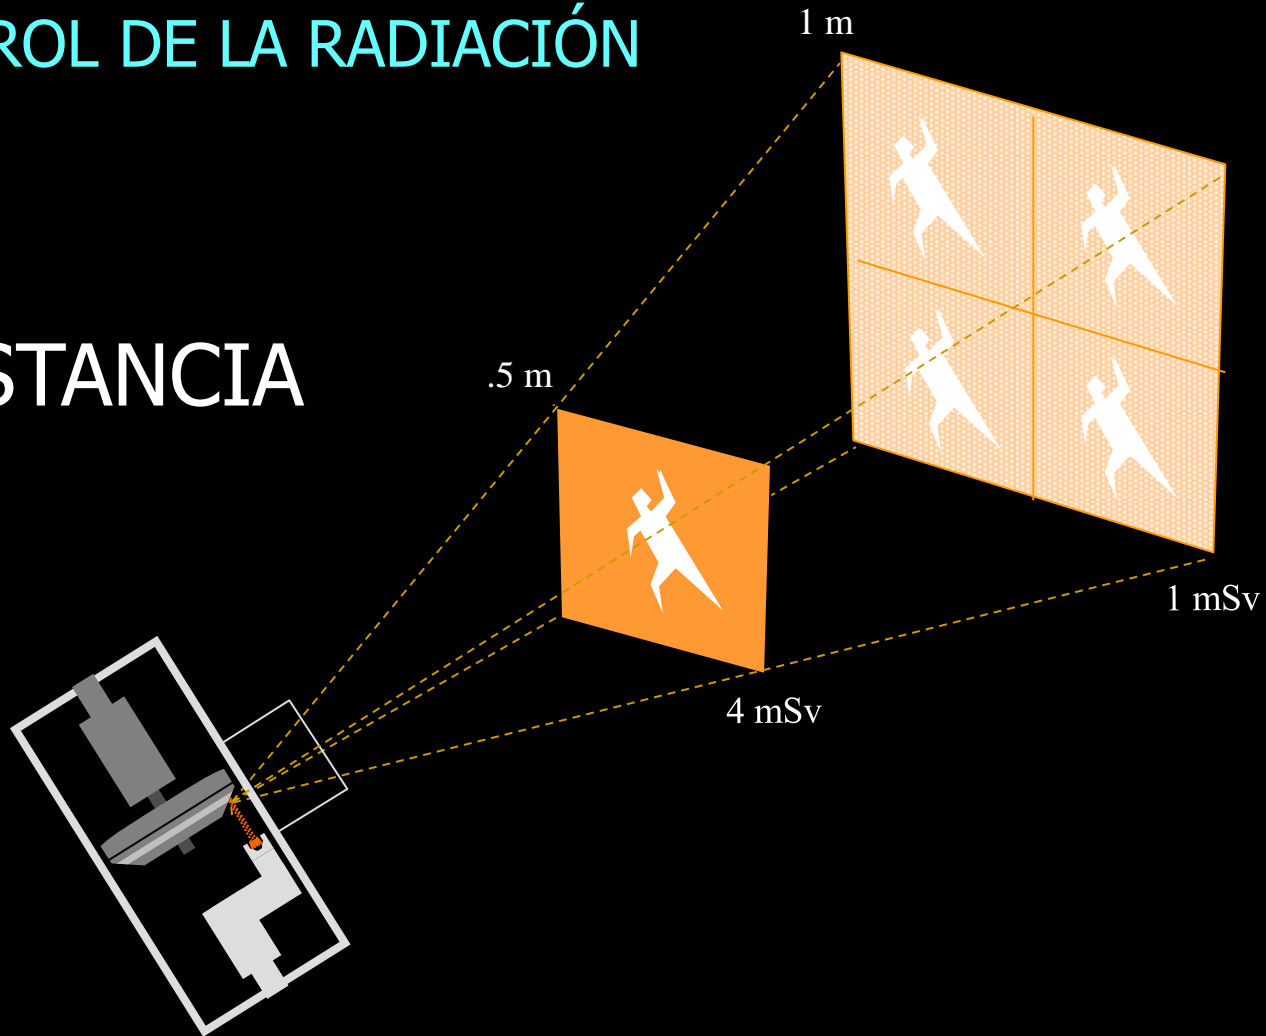 ROL DE LA RADIACIÓN
1 m
STANCIA
.5 m
1 mSv
4 mSv